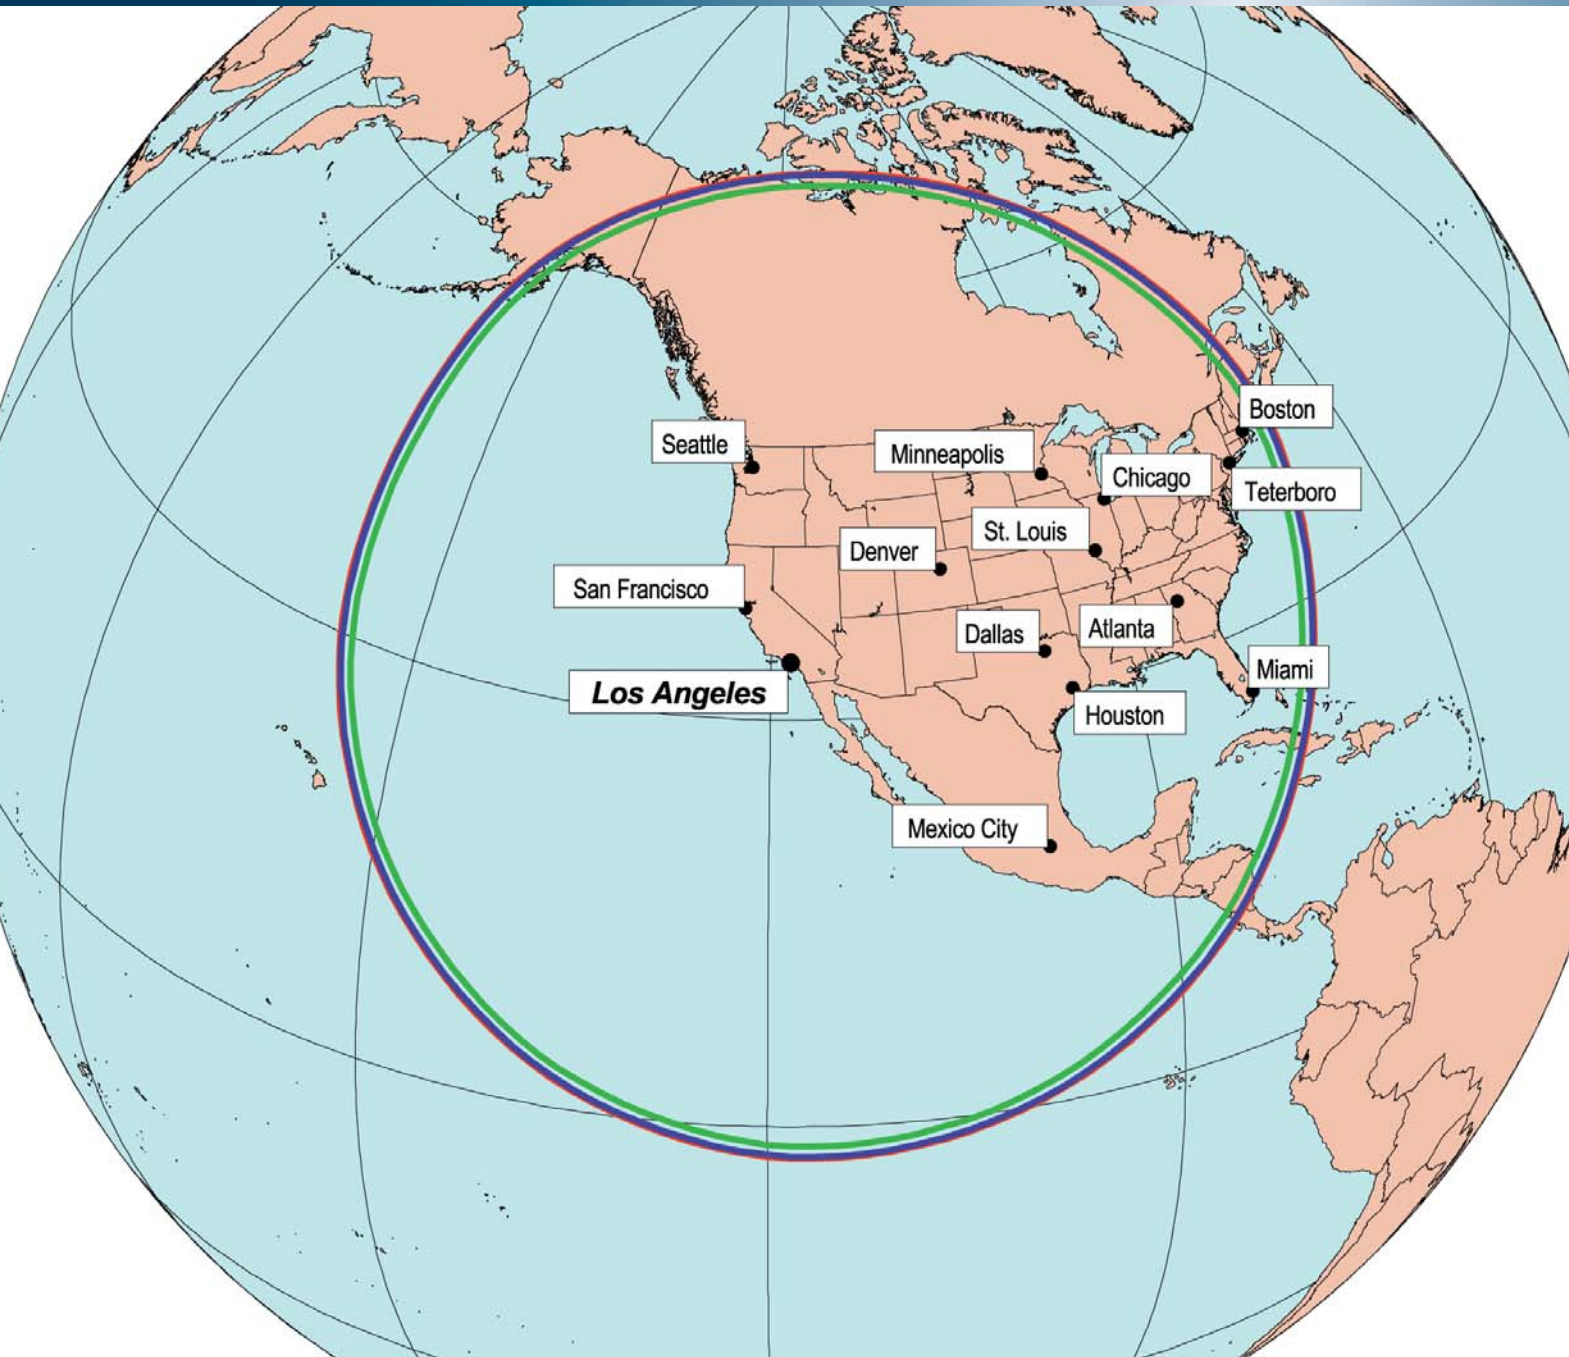 Boston
Seattle
Minneapolis
Chicago
Teterboro
St. Louis
Denver
San Francisco
Dallas
Atlanta
Miami
Los Angeles
Houston
Mexico City